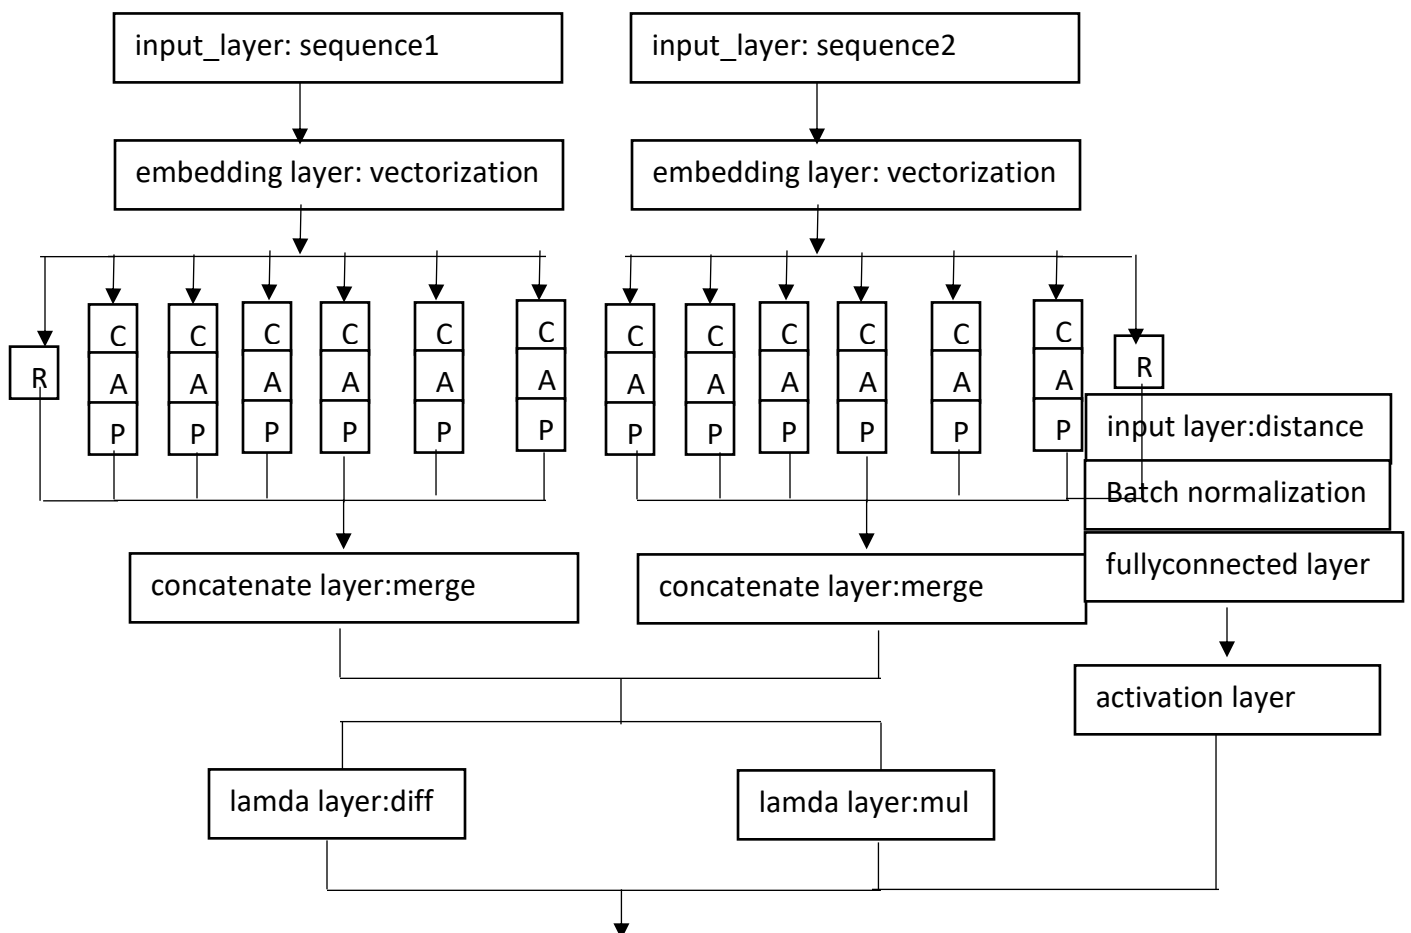 input_layer: sequence1
input_layer: sequence2
embedding layer: vectorization
embedding layer: vectorization
R
C
A
P
C
A
P
C
A
P
C
A
P
C
A
P
C
A
P
C
A
P
C
A
P
C
A
P
C
A
P
C
A
P
C
A
P
R
input layer:distance
Batch normalization
fullyconnected layer
concatenate layer:merge
concatenate layer:merge
activation layer
lamda layer:diff
lamda layer:mul